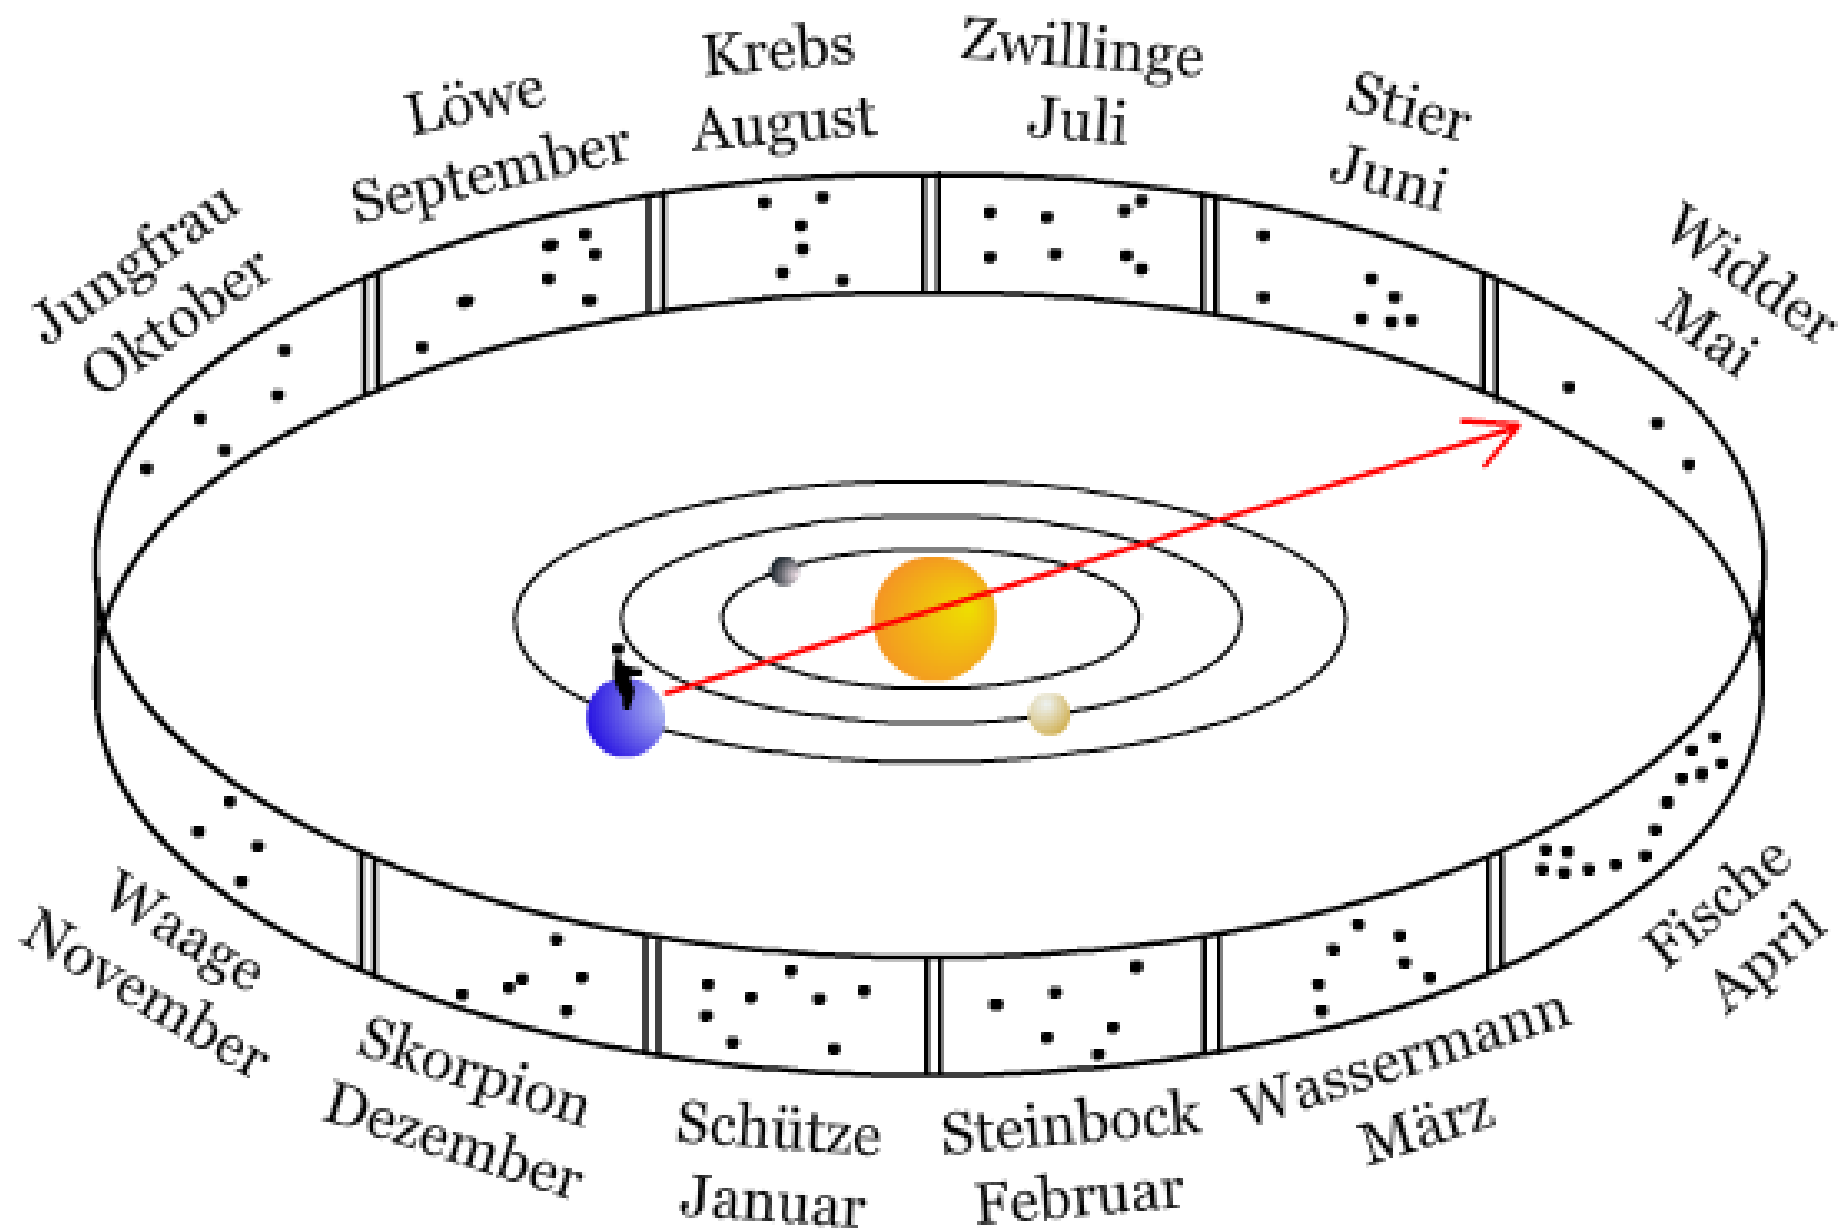 Krebs
August
Zwillinge
Juli
Stier
Juni
Widder
Mai
Fische
April
Wassermann
März
Steinbock
Februar
Schütze
Januar
Skorpion
Dezember
Waage
November
Jungfrau
Oktober
Löwe
September